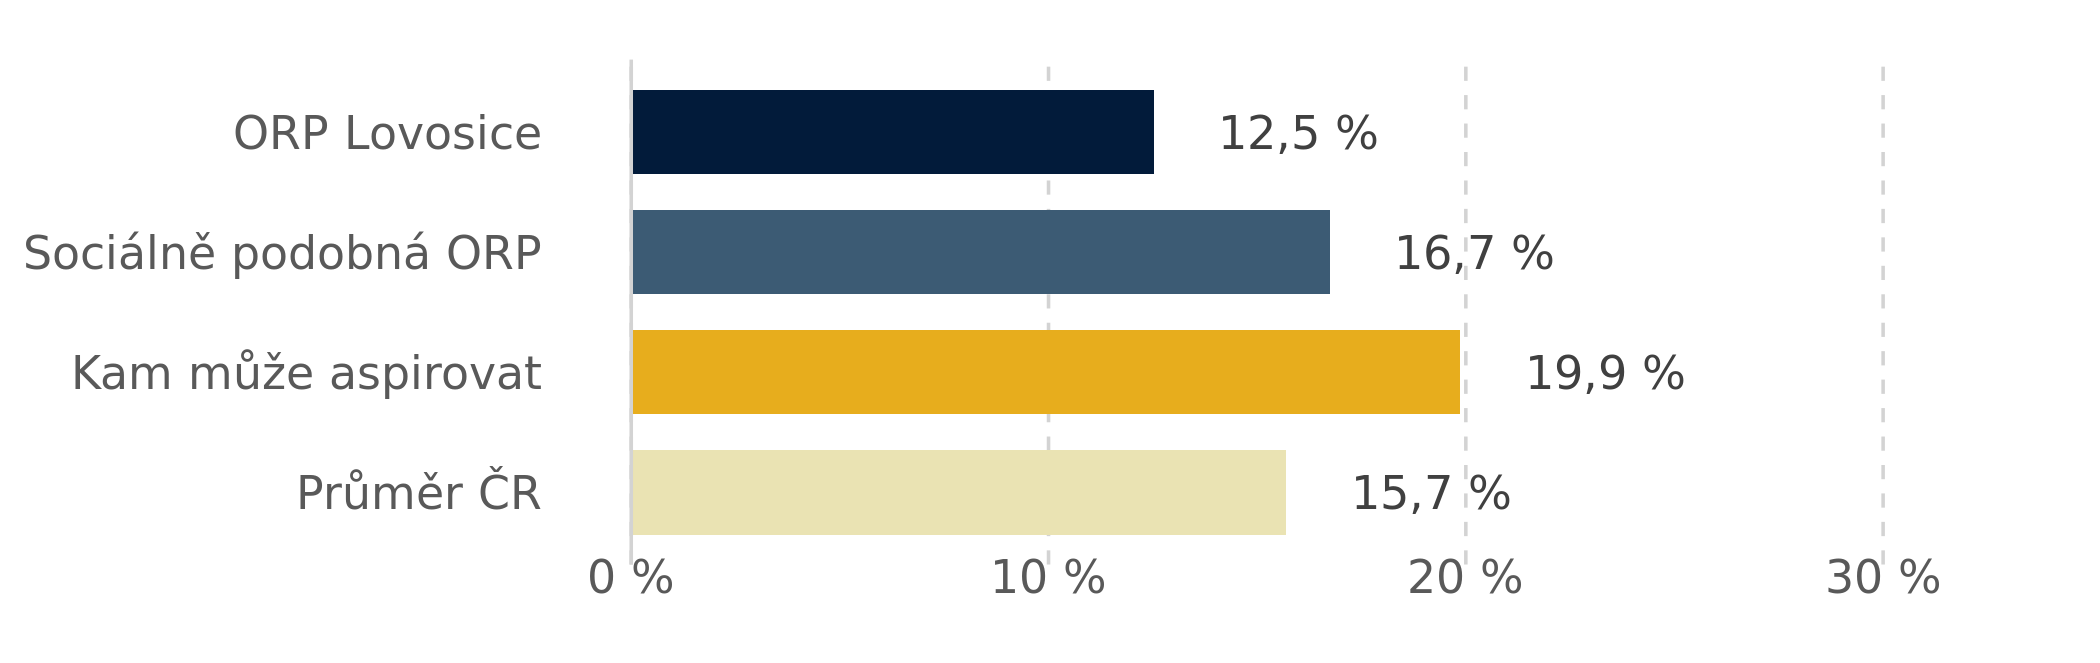 ORP Lovosice 12,5 %
Sociálně podobná ORP 16,7 %
Kam může aspirovat 19,9 %
Průměr ČR 15,7 %
0 % 10 % 20 % 30 %